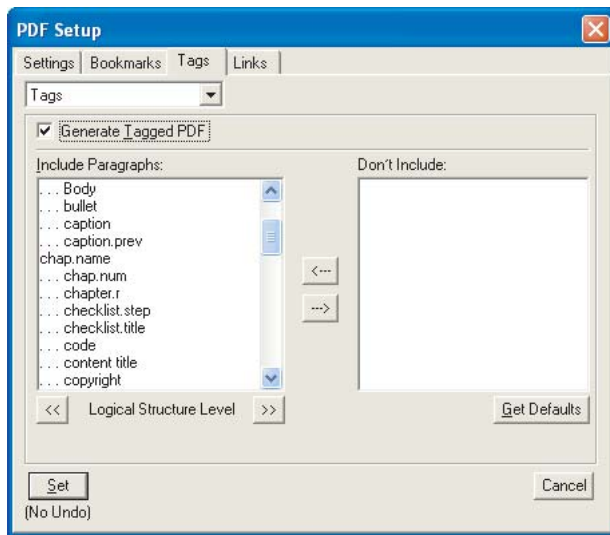 PDF Setup
Settings Bookmarks Tags Links
Tags
Generate Tagged PDF
Include Paragraphs: Don't Include:
. . . Body
. . . bullet
. . . caption
. . . caption.prev
chap.name
. . . chap.num
<---
. . . chapter.r
. . . checklist.step
--->
. . . checklist.title
. . . code
. . . content title
. . . copyright
<< Logical Structure Level >> Get Defaults
Set Cancel
(No Undo)